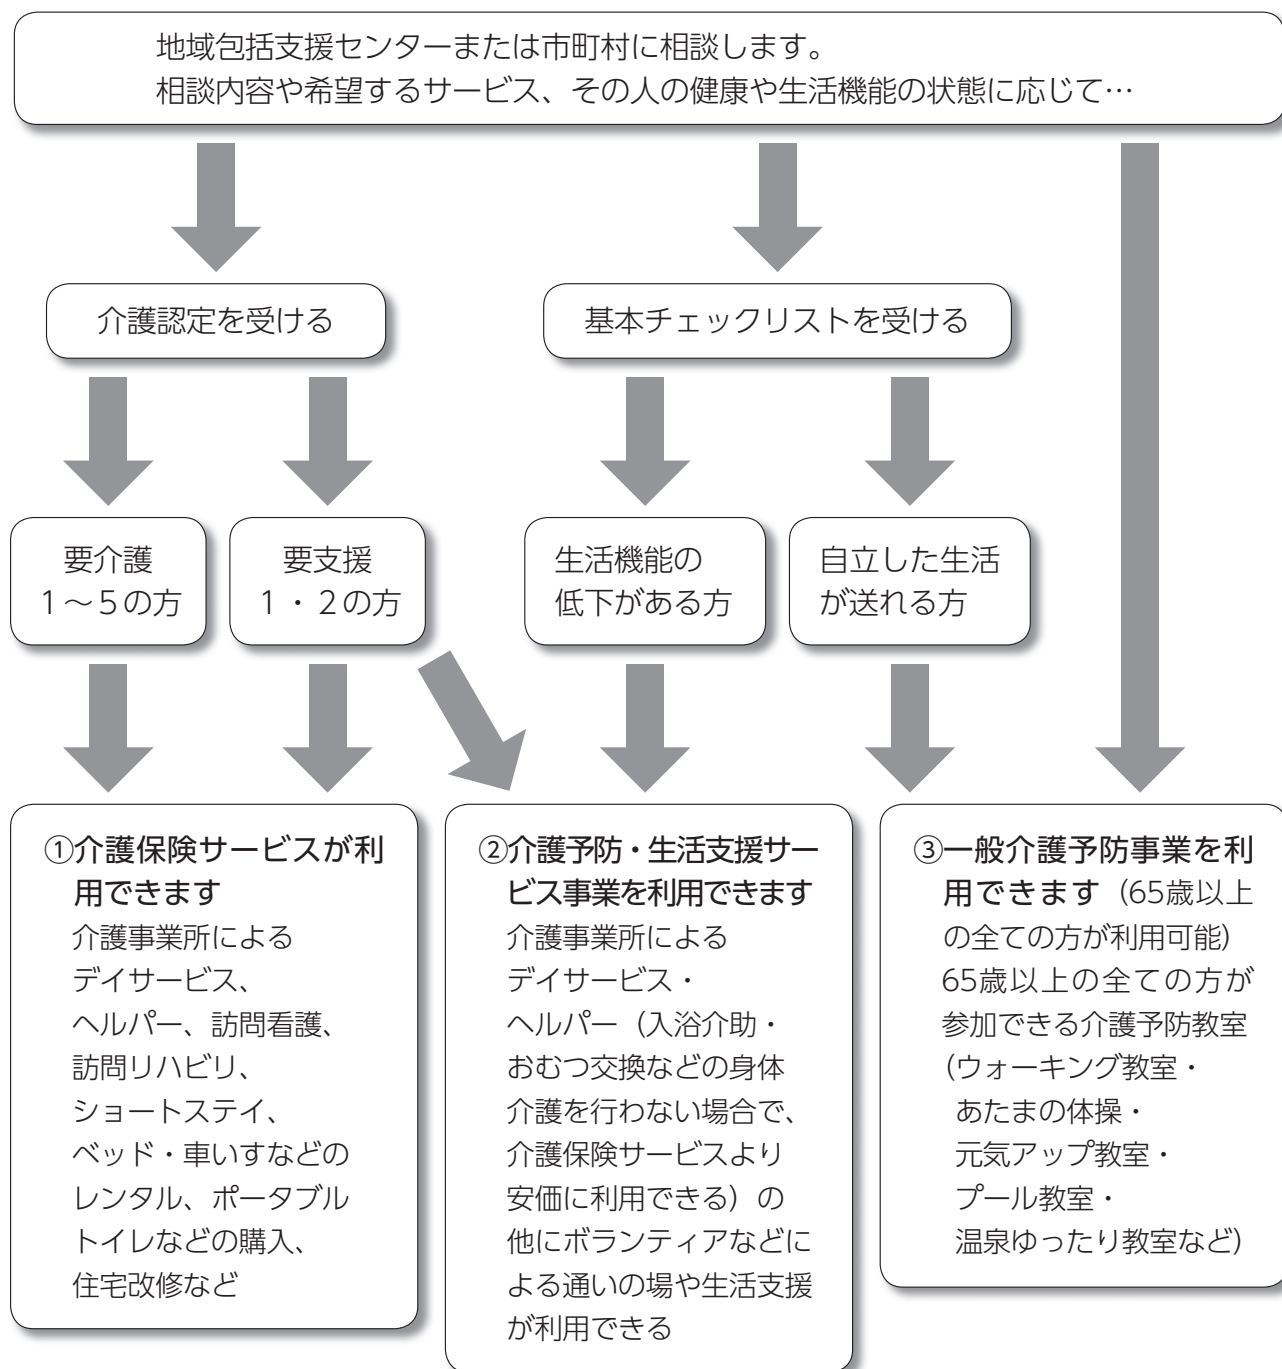 地域包括支援センターまたは市町村に相談します。
相談内容や希望するサービス、その人の健康や生活機能の状態に応じて…
介護認定を受ける
基本チェックリストを受ける
要介護
1～5の方
要支援
1・2の方
生活機能の
低下がある方
自立した生活
が送れる方
①介護保険サービスが利
用できます
介護事業所による
デイサービス、
ヘルパー、訪問看護、
訪問リハビリ、
ショートステイ、
ベッド・車いすなどの
レンタル、ポータブル
トイレなどの購入、
住宅改修など
②介護予防・生活支援サー
ビス事業を利用できます
介護事業所による
デイサービス・
ヘルパー（入浴介助・
おむつ交換などの身体
介護を行わない場合で、
介護保険サービスより
安価に利用できる）の
他にボランティアなどに
よる通いの場や生活支援
が利用できる
③一般介護予防事業を利
用できます（65歳以上
の全ての方が利用可能）
65歳以上の全ての方が
参加できる介護予防教室
（ウォーキング教室・
あたまの体操・
元気アップ教室・
プール教室・
温泉ゆったり教室など）